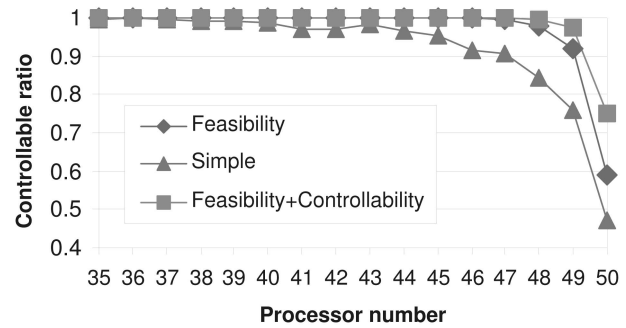 Controllable ratio
1
0.9
0.8
0.7
0.6
0.5
0.4
Feasibility
Simple
Feasibility+Controllability
35 36 37 38 39 40 41 42 43 44 45 46 47 48 49 50
Processor number